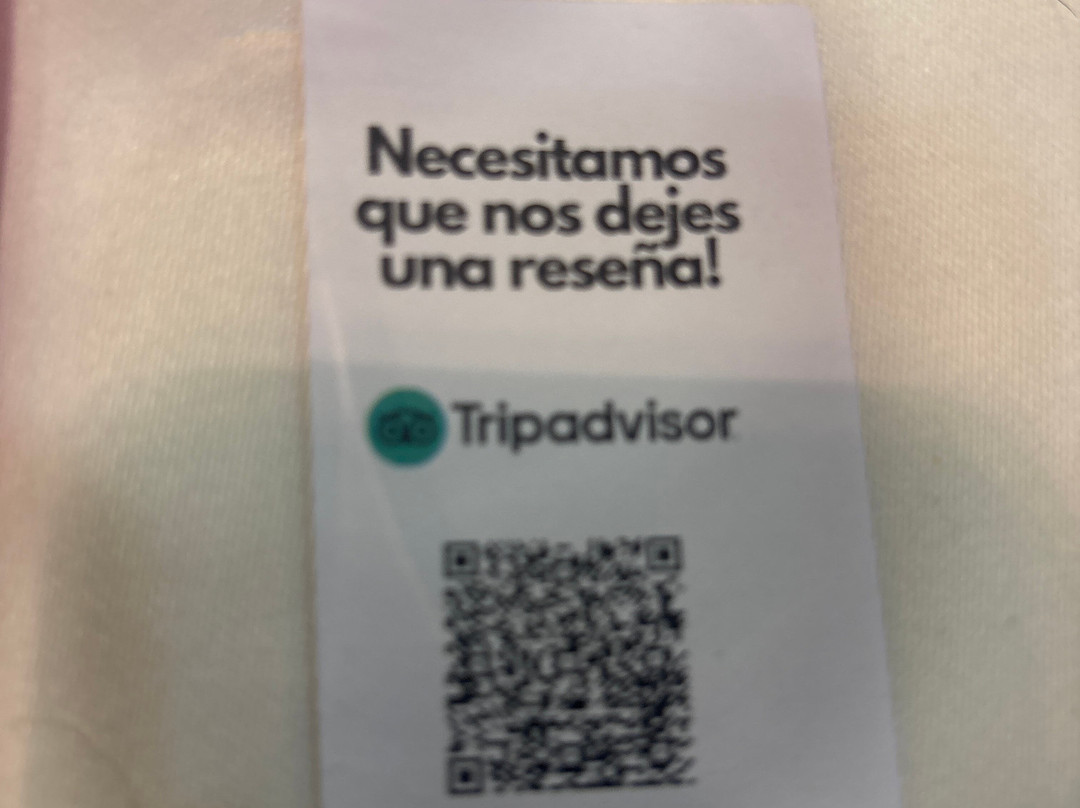 Necesitamos
que nos dejes
una reseña!
Tripadvisor